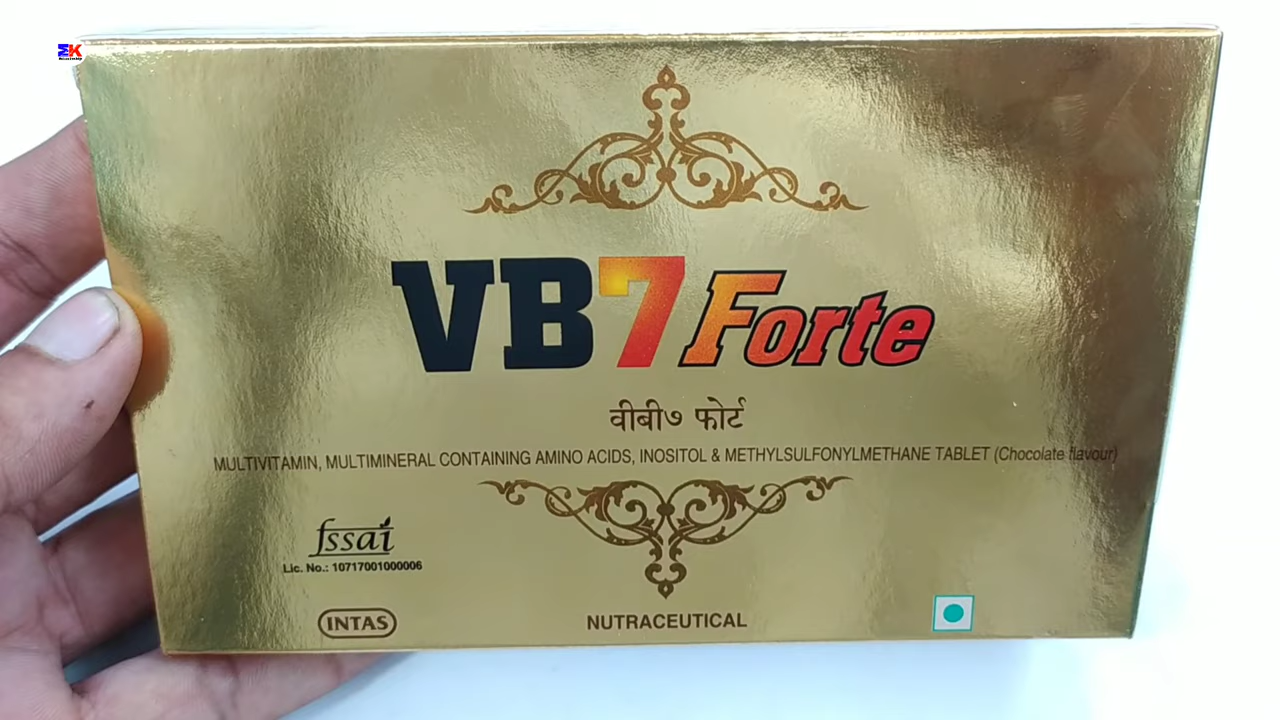 MK
VB7 Forte
वीबी७ फोर्ट
MULTIVITAMIN, MULTIMINERAL CONTAINING AMINO ACIDS, INOSITOL & METHYLSULFONYLMETHANE TABLET (Chocolate flavour)
fssai
Lic. No.: 10717001000006
INTAS
NUTRACEUTICAL